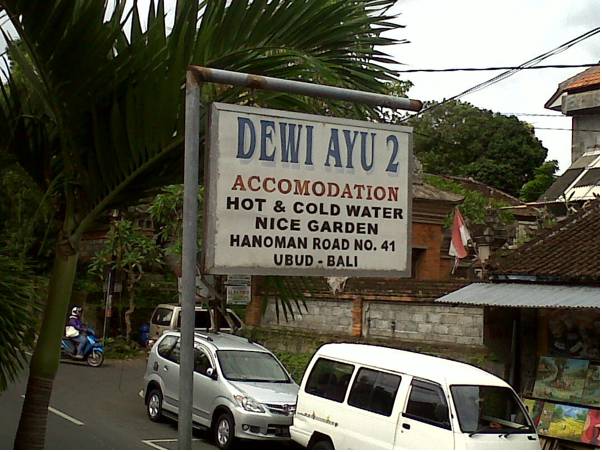 DEWI AYU 2
ACCOMODATION
HOT & COLD WATER
NICE GARDEN
HANOMAN ROAD NO. 41
UBUD - BALI